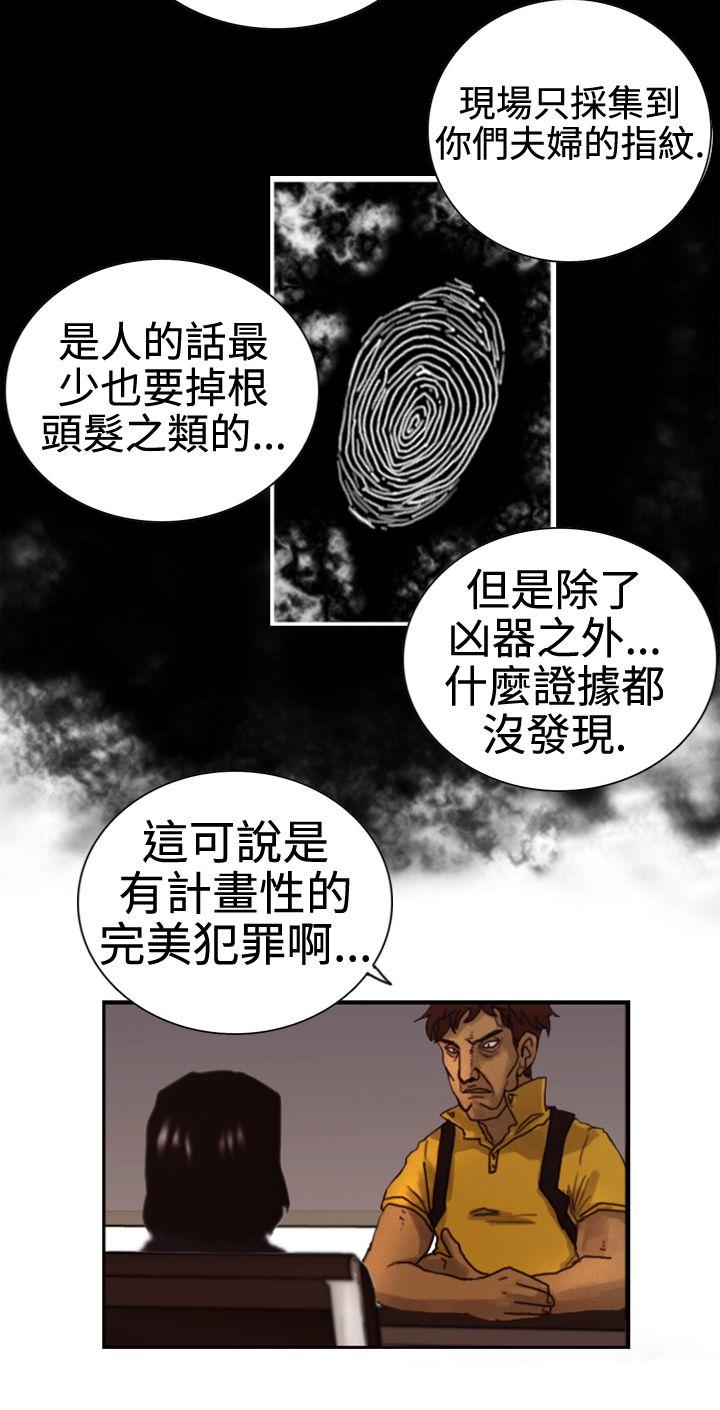 現場只採集到
你們夫婦的指紋.
是人的話最
少也要掉根
頭髮之類的...
但是除了
凶器之外...
什麼證據都
沒發現.
這可說是
有計畫性的
完美犯罪啊...